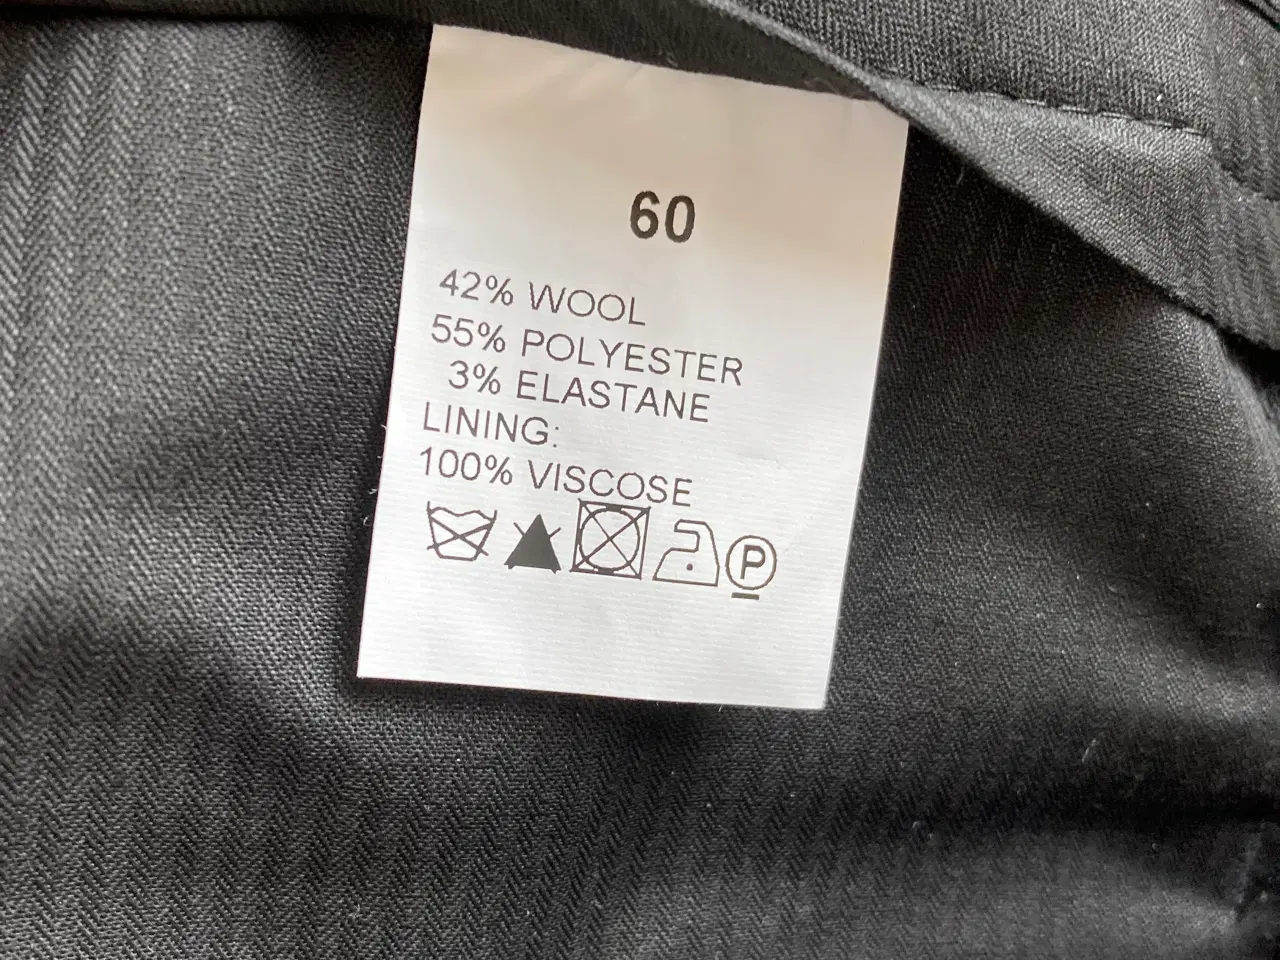 60
42% WOOL
55% POLYESTER
3% ELASTANE
LINING:
100% VISCOSE
P